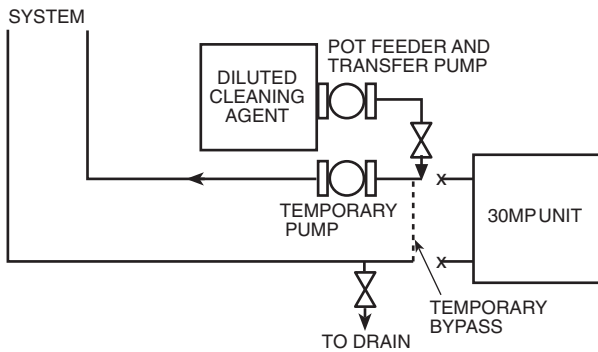 SYSTEM
POT FEEDER AND
TRANSFER PUMP
DILUTED
CLEANING
AGENT
TEMPORARY
PUMP
30MP UNIT
x
x
TEMPORARY
BYPASS
TO DRAIN